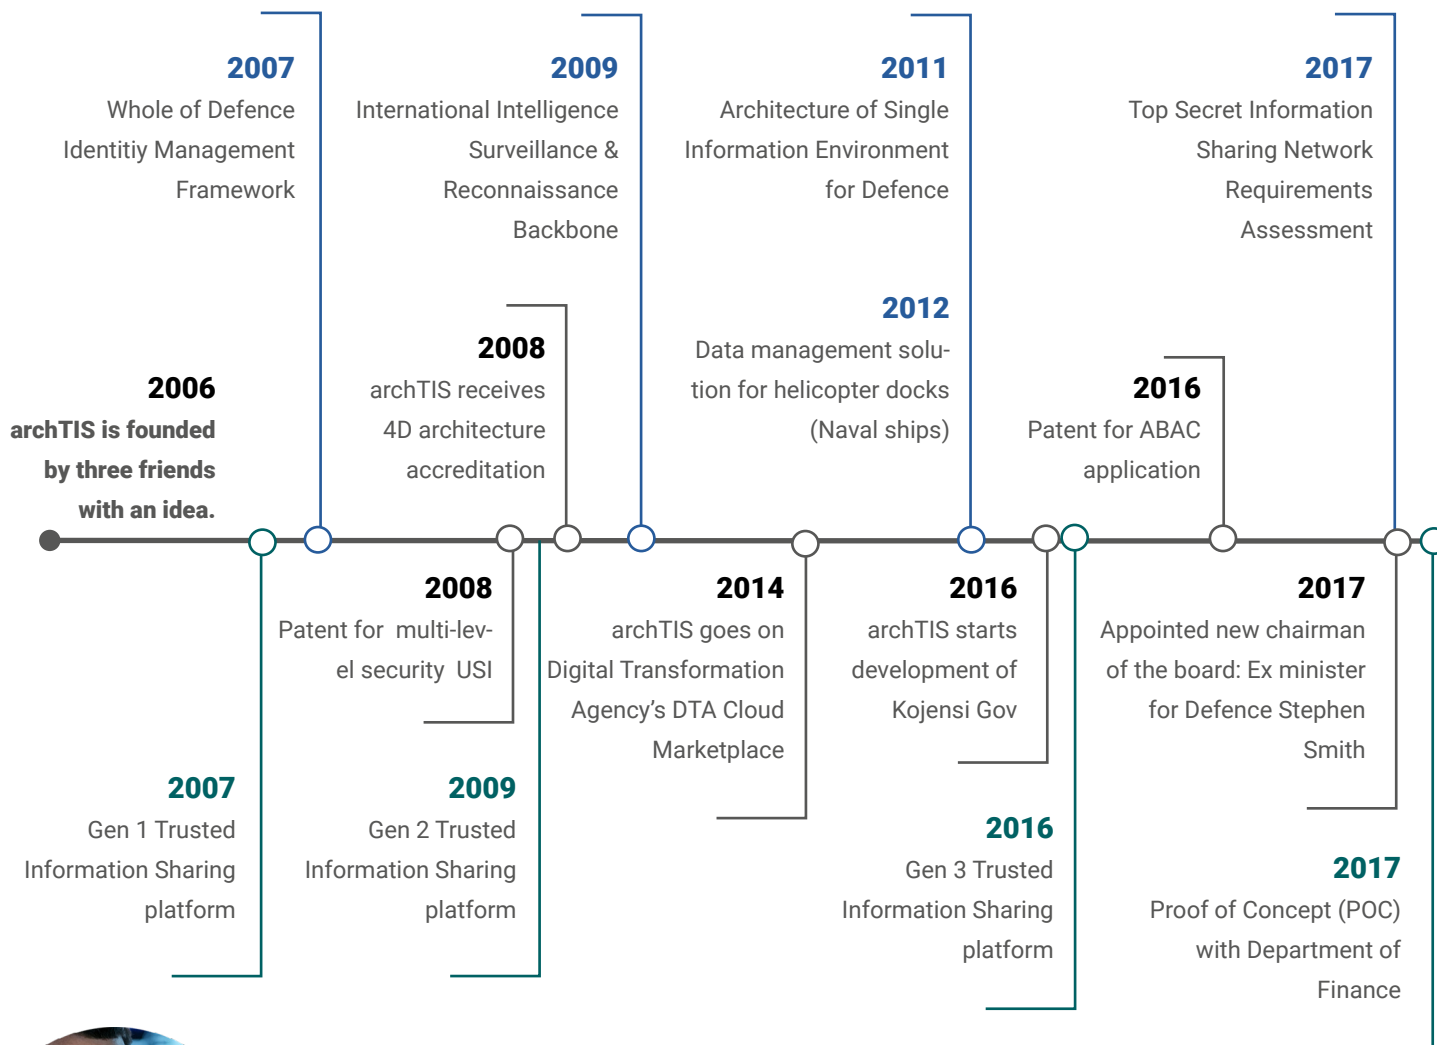 2007
Whole of Defence
Identitiy Management
Framework
2009
International Intelligence
Surveillance &
Reconnaissance
Backbone
2011
Architecture of Single
Information Environment
for Defence
2017
Top Secret Information
Sharing Network
Requirements
Assessment
2006
archTIS is founded
by three friends
with an idea.
2008
archTIS receives
4D architecture
accreditation
2012
Data management solu-
tion for helicopter docks
(Naval ships)
2016
Patent for ABAC
application
2008
Patent for  multi-lev-
el security  USI
2014
archTIS goes on
Digital Transformation
Agency’s DTA Cloud
Marketplace
2016
archTIS starts
development of
Kojensi Gov
2017
Appointed new chairman
of the board: Ex minister
for Defence Stephen
Smith
2007
Gen 1 Trusted
Information Sharing
platform
2009
Gen 2 Trusted
Information Sharing
platform
2016
Gen 3 Trusted
Information Sharing
platform
2017
Proof of Concept (POC)
with Department of
Finance